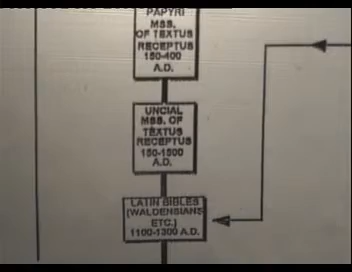 PAPYRI
MSS.
OF TEXTUS
RECEPTUS
150-400
A.D.
UNCIAL
MSS. OF
TEXTUS
RECEPTUS
150-1500
A.D.
LATIN BIBLES
(WALDENSIANS
ETC.)
1100-1300 A.D.